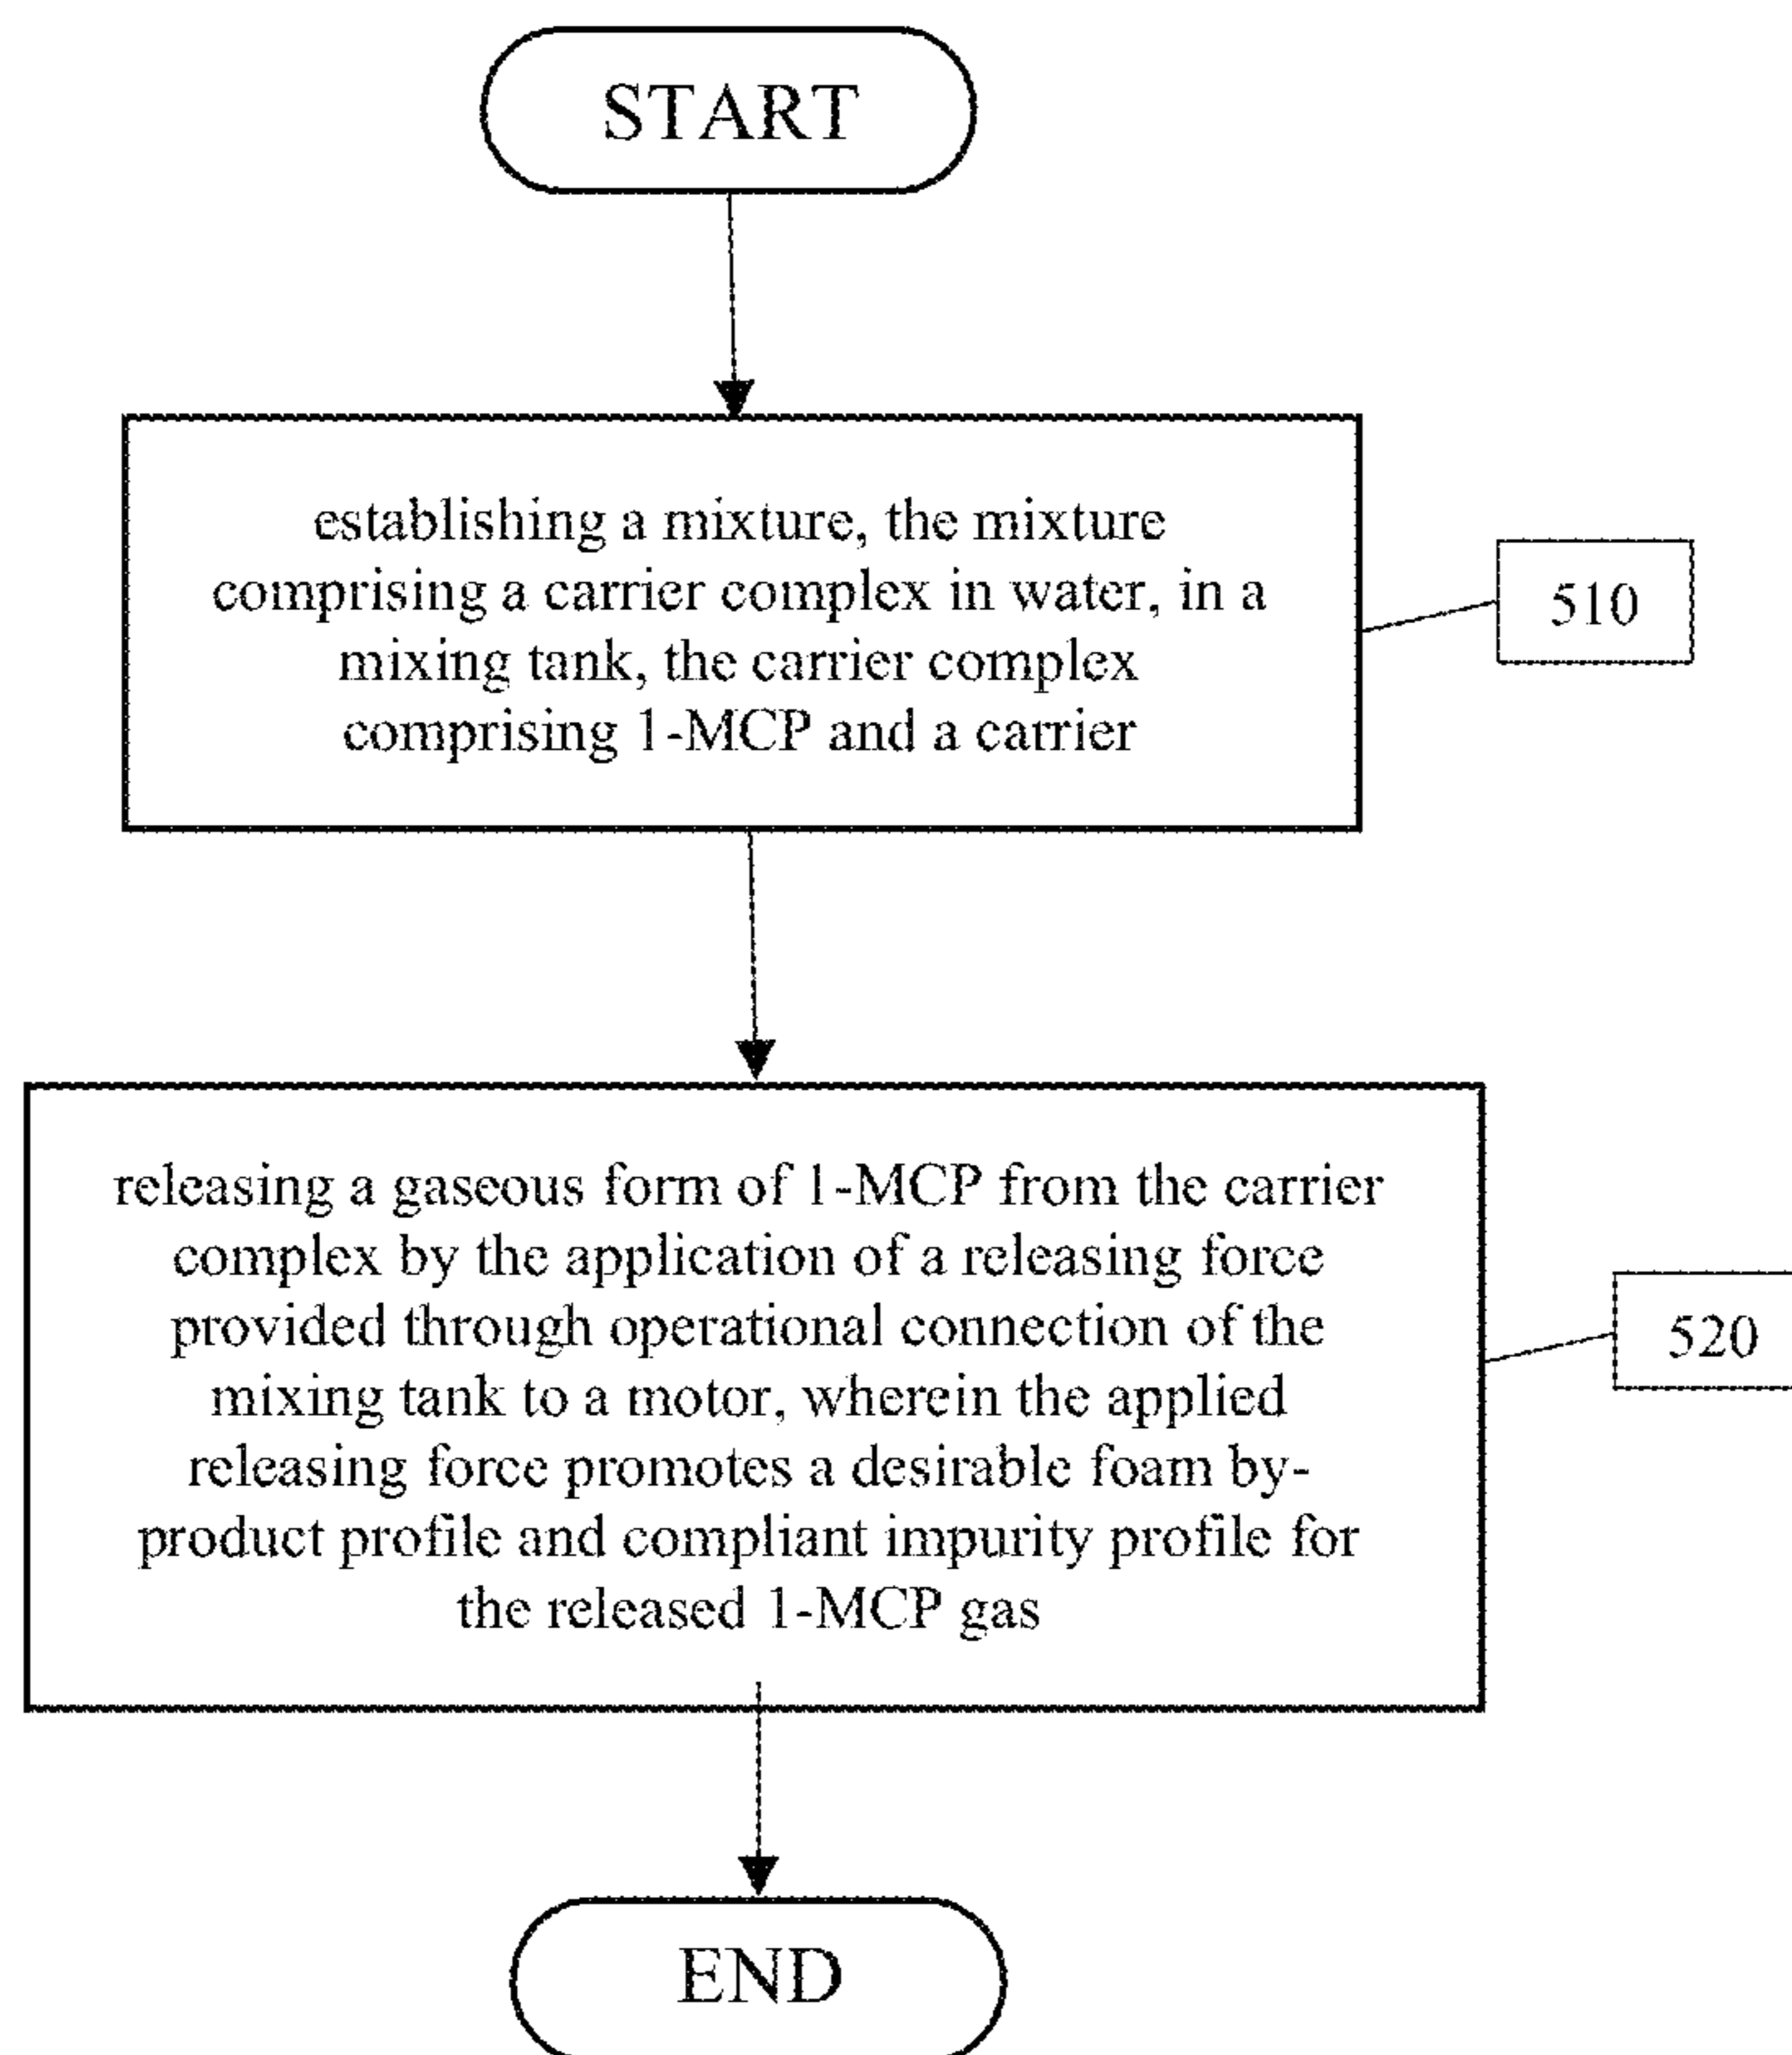 START
establishing a mixture, the mixture
comprising a carrier complex in water, in a
mixing tank, the carrier complex
comprising 1-MCP and a carrier
510
releasing a gaseous form of 1-MCP from the carrier
complex by the application of a releasing force
provided through operational connection of the
mixing tank to a motor, wherein the applied
releasing force promotes a desirable foam by-
product profile and compliant impurity profile for
the released 1-MCP gas
520
END